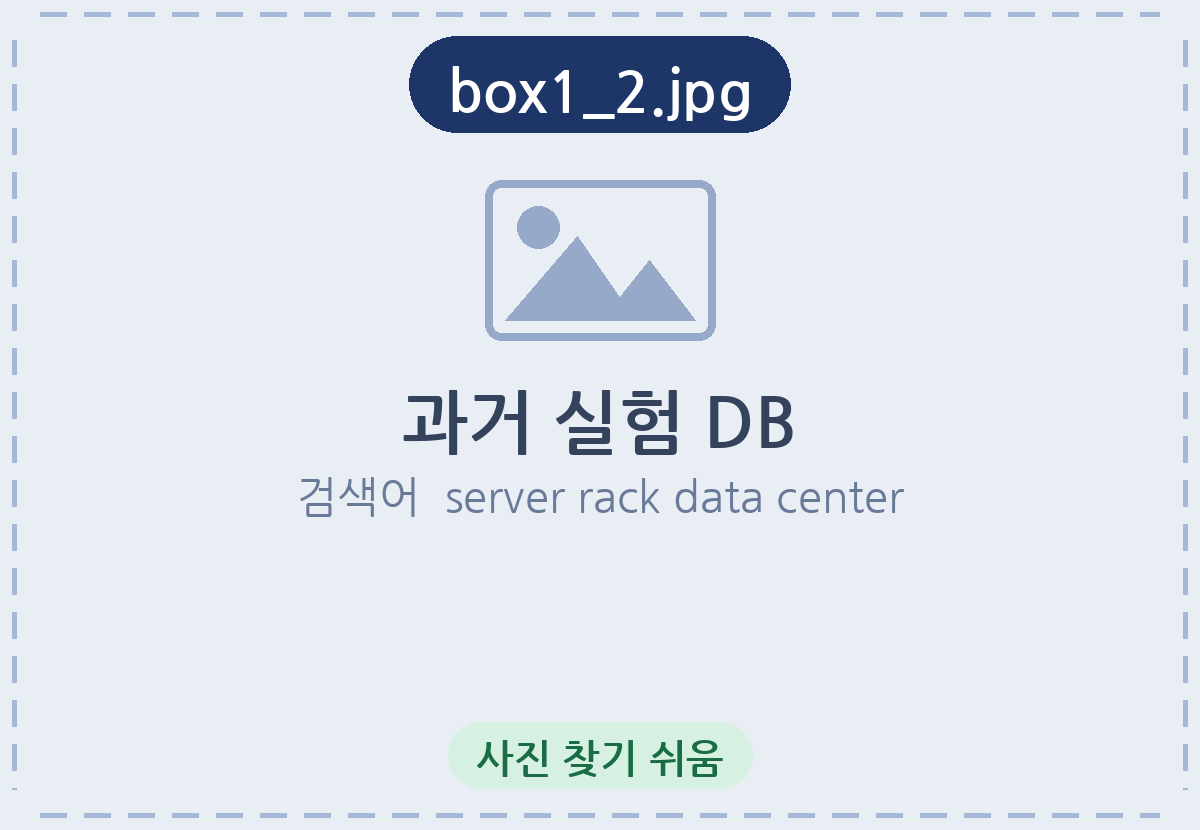 box1_2.jpg
과거 실험 DB
검색어 server rack data center
사진 찾기 쉬움